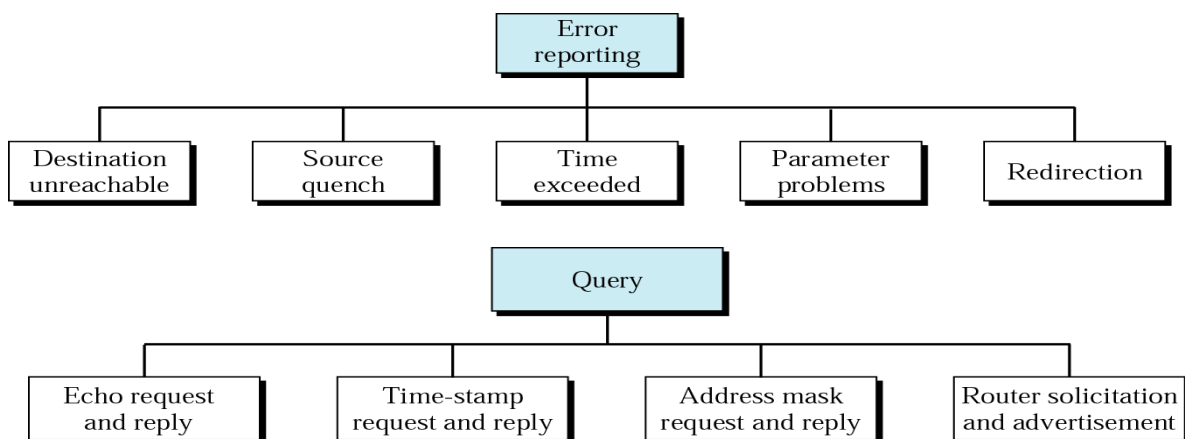 Error
reporting
Destination
unreachable
Source
quench
Time
exceeded
Parameter
problems
Redirection
Query
Echo request
and reply
Time-stamp
request and reply
Address mask
request and reply
Router solicitation
and advertisement